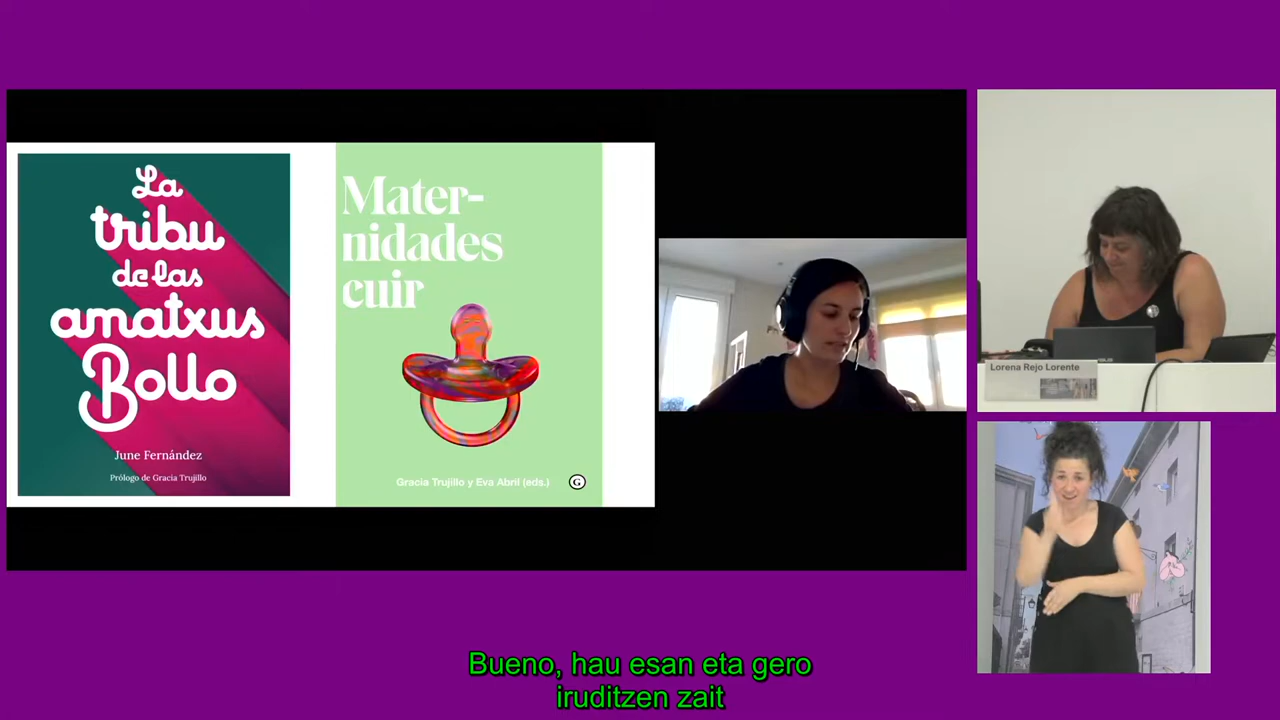 La
tribu
de las
amatxus
Bollo
June Fernández
Prólogo de Gracia Trujillo
Mater-
nidades
cuir
Gracia Trujillo y Eva Abril (eds.)
G
Lorena Rejo Lorente
Bueno, hau esan eta gero
iruditzen zait